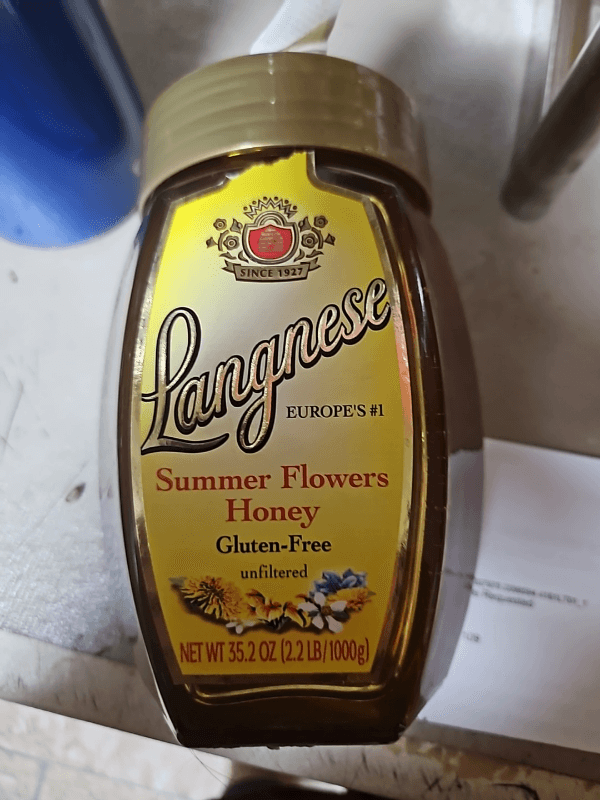 SINCE 1927
Langnese
EUROPE'S #1
Summer Flowers
Honey
Gluten-Free
unfiltered
NET WT 35.2 OZ (2.2 LB/1000g)